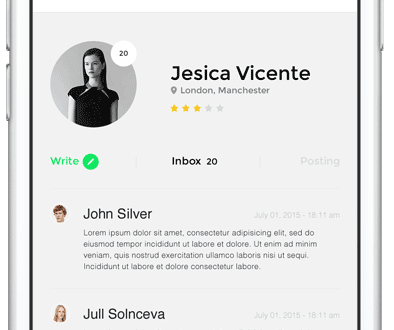 20
Jesica Vicente
London, Manchester
Write
Inbox 20
Posting
John Silver
July 01, 2015 - 18:11 am
Lorem ipsum dolor sit amet, consectetur adipisicing elit, sed do
eiusmod tempor incididunt ut labore et dolore. Ut enim ad minim
veniam, quis nostrud exercitation ullamco laboris nisi ut sequi.
Incididunt ut labore et dolore consectetur labore.
Jull Solnceva
July 01, 2015 - 18:11 am